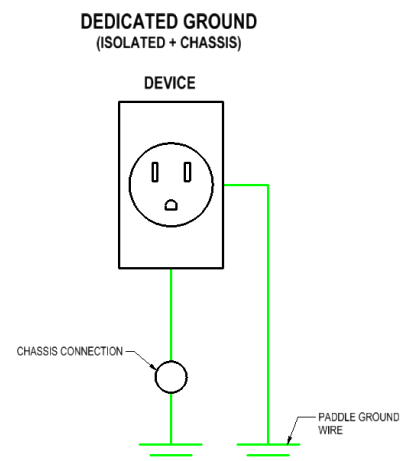 DEDICATED GROUND
(ISOLATED + CHASSIS)
DEVICE
CHASSIS CONNECTION
PADDLE GROUND
WIRE